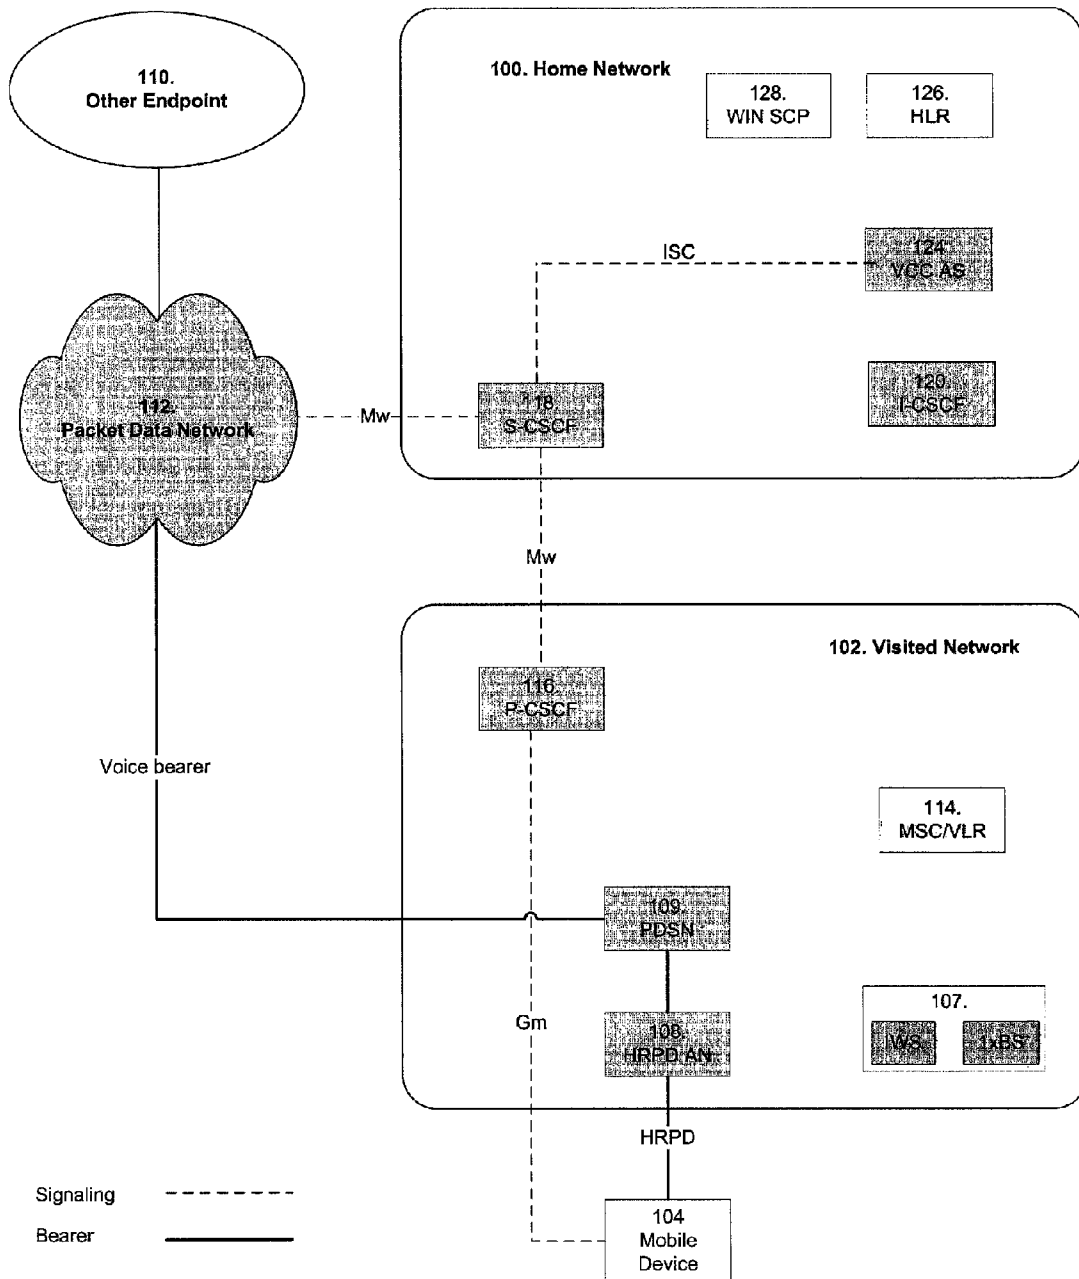 110.
Other Endpoint
100. Home Network
128.
WIN SCP
126.
HLR
ISC
124.
VCC AS
112.
Packet Data Network
Mw
118.
S-CSCF
120.
I-CSCF
Mw
102. Visited Network
116.
P-CSCF
Voice bearer
114.
MSC/VLR
109.
PDSN
Gm
108.
HRPD AN
107.
IWS
1xBS
HRPD
Signaling
Bearer
104
Mobile
Device